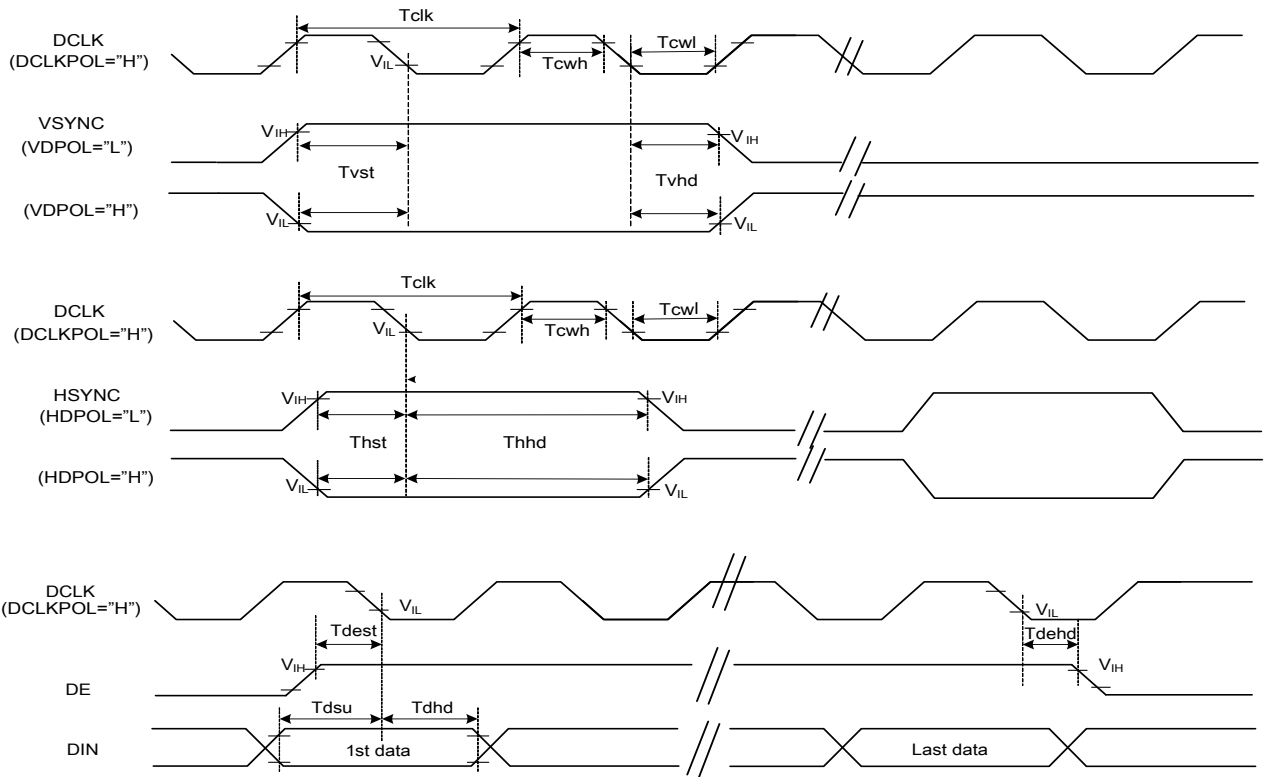 Tclk
DCLK
(DCLKPOL="H")
VIL
Tcwh
Tcwl
VSYNC
(VDPOL="L")
VIH
VIH
Tvst
Tvhd
(VDPOL="H")
VIL
VIL
Tclk
DCLK
(DCLKPOL="H")
VIL
Tcwh
Tcwl
HSYNC
(HDPOL="L")
VIH
VIH
Thst
Thhd
(HDPOL="H")
VIL
VIL
DCLK
(DCLKPOL="H")
VIL
VIL
Tdest
Tdehd
VIH
VIH
DE
Tdsu
Tdhd
DIN
1st data
Last data